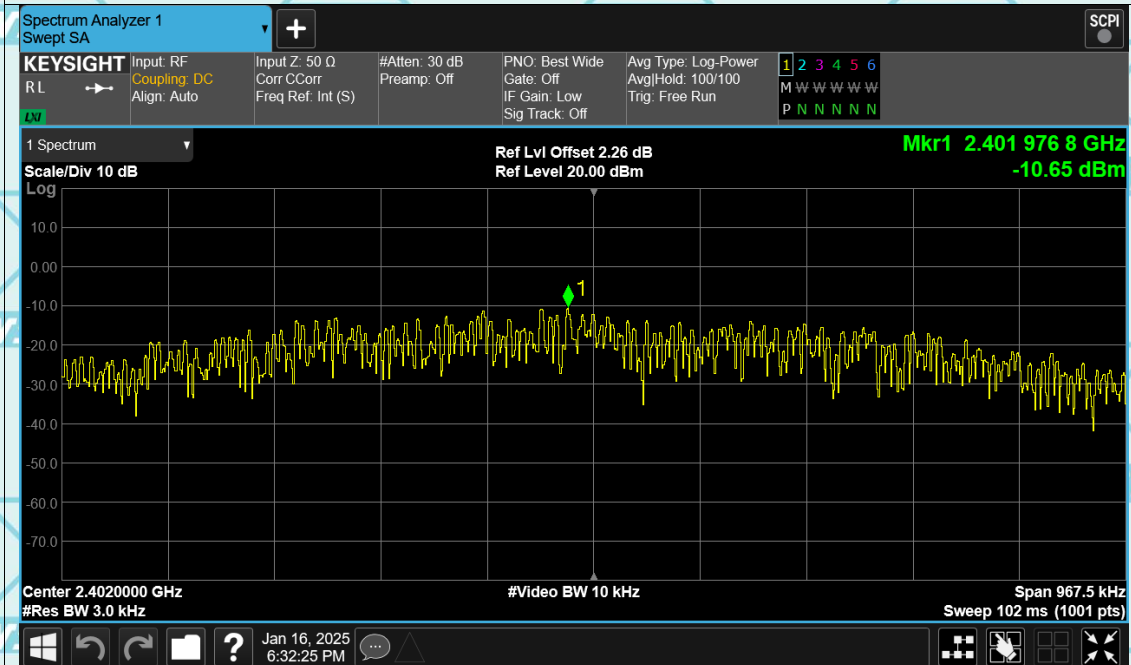 Spectrum Analyzer 1
Swept SA
+
SCPI
KEYSIGHT
R L
LXI
Input: RF
Coupling: DC
Align: Auto
Input Z: 50 Ω
Corr CCorr
Freq Ref: Int (S)
#Atten: 30 dB
Preamp: Off
PNO: Best Wide
Gate: Off
IF Gain: Low
Sig Track: Off
Avg Type: Log-Power
Avg|Hold: 100/100
Trig: Free Run
1 2 3 4 5 6
M W W W W W
P N N N N N
1 Spectrum
Scale/Div 10 dB
Ref Lvl Offset 2.26 dB
Ref Level 20.00 dBm
Mkr1 2.401 976 8 GHz
-10.65 dBm
Log
10.0
0.00
-10.0
-20.0
-30.0
-40.0
-50.0
-60.0
-70.0
1
Center 2.4020000 GHz
#Res BW 3.0 kHz
#Video BW 10 kHz
Span 967.5 kHz
Sweep 102 ms (1001 pts)
?
Jan 16, 2025
6:32:25 PM